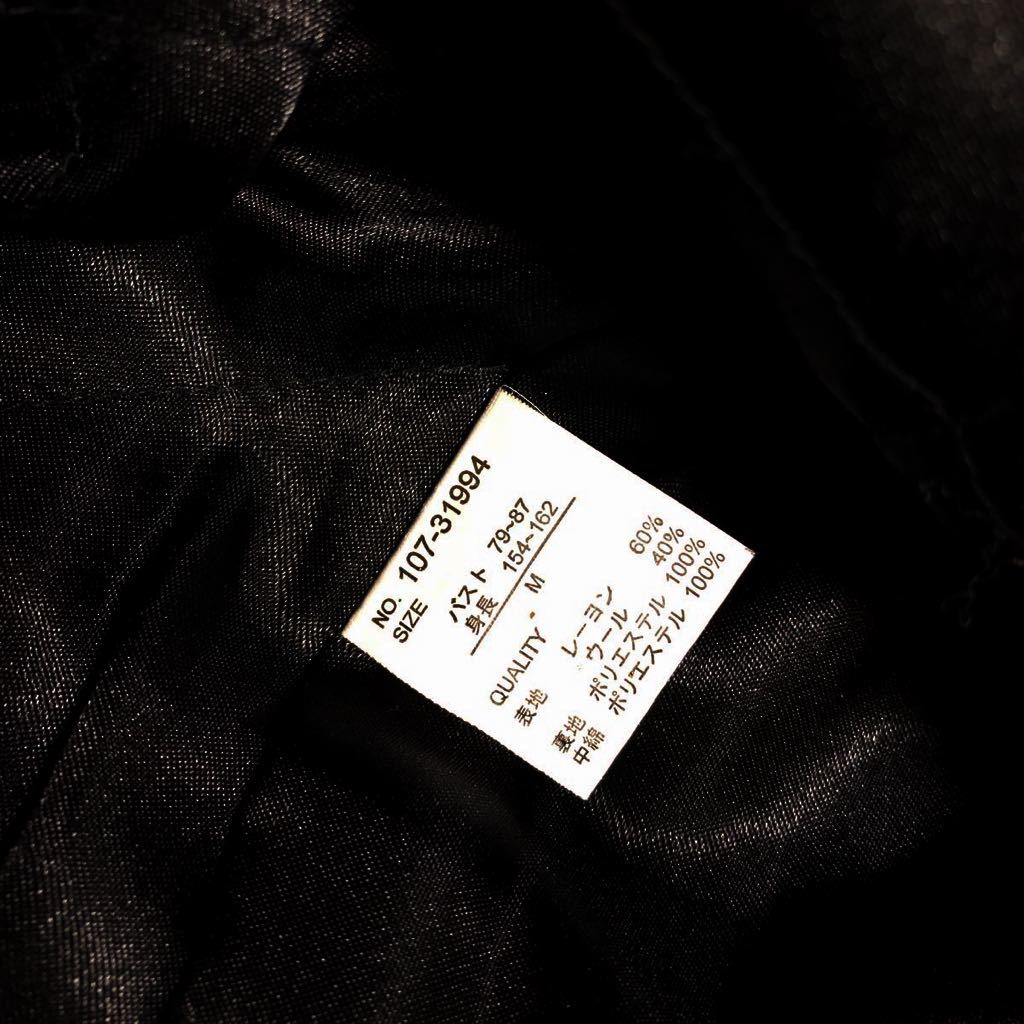 NO. 107-31994
SIZE
バスト 79~87
身長 154~162
M
QUALITY
表地 レーヨン 60%
ウール 40%
裏地 ポリエステル 100%
中綿 ポリエステル 100%